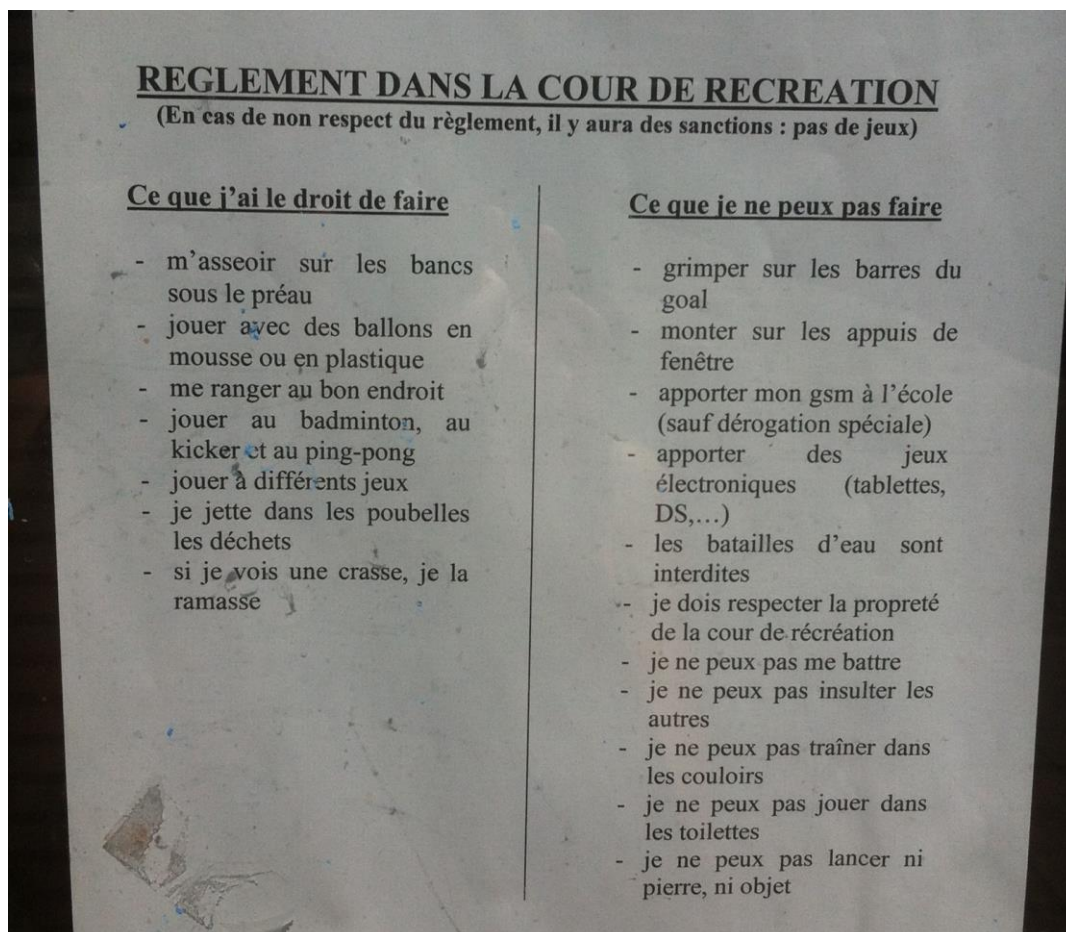 REGLEMENT DANS LA COUR DE RECREATION
(En cas de non respect du règlement, il y aura des sanctions : pas de jeux)
Ce que j’ai le droit de faire
- m’asseoir sur les bancs
sous le préau
- jouer avec des ballons en
mousse ou en plastique
- me ranger au bon endroit
- jouer au badminton, au
kicker et au ping-pong
- jouer à différents jeux
- je jette dans les poubelles
les déchets
- si je vois une crasse, je la
ramasse
Ce que je ne peux pas faire
- grimper sur les barres du
goal
- monter sur les appuis de
fenêtre
- apporter mon gsm à l’école
(sauf dérogation spéciale)
- apporter des jeux
électroniques (tablettes,
DS,…)
- les batailles d’eau sont
interdites
- je dois respecter la propreté
de la cour de récréation
- je ne peux pas me battre
- je ne peux pas insulter les
autres
- je ne peux pas traîner dans
les couloirs
- je ne peux pas jouer dans
les toilettes
- je ne peux pas lancer ni
pierre, ni objet